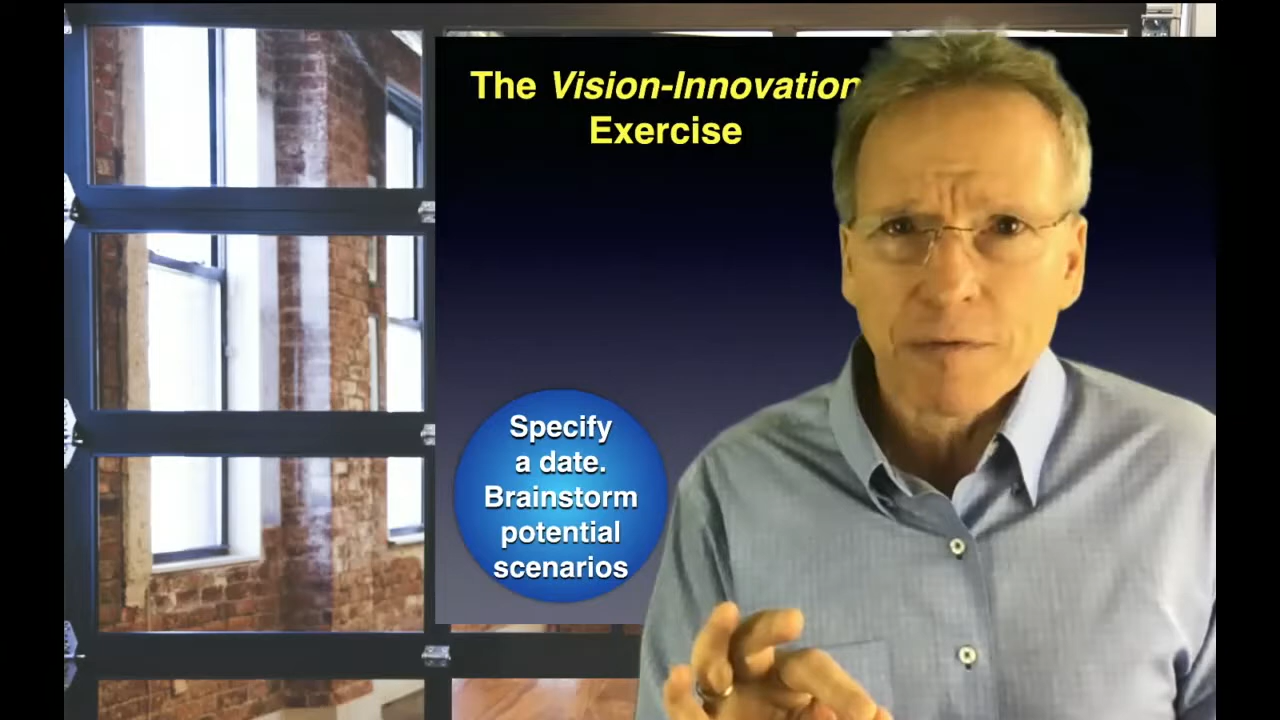 The Vision-Innovation
Exercise
Specify
a date.
Brainstorm
potential
scenarios